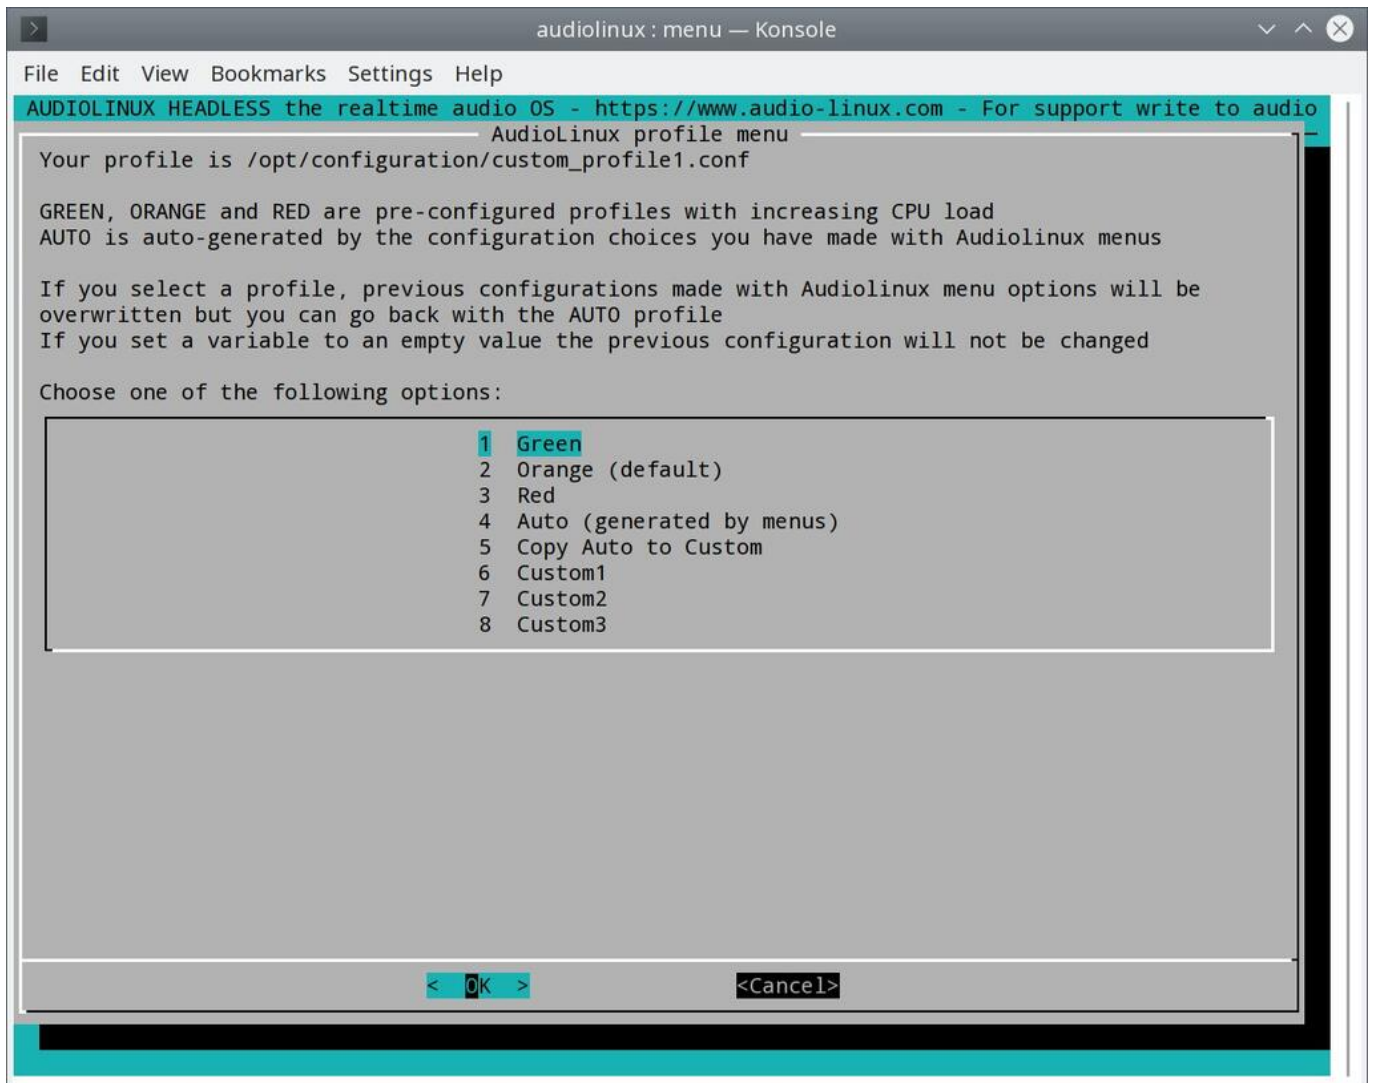 audiolinux : menu — Konsole
File Edit View Bookmarks Settings Help
AUDIOLINUX HEADLESS the realtime audio OS - https://www.audio-linux.com - For support write to audio
AudioLinux profile menu
Your profile is /opt/configuration/custom_profile1.conf
GREEN, ORANGE and RED are pre-configured profiles with increasing CPU load
AUTO is auto-generated by the configuration choices you have made with Audiolinux menus
If you select a profile, previous configurations made with Audiolinux menu options will be
overwritten but you can go back with the AUTO profile
If you set a variable to an empty value the previous configuration will not be changed
Choose one of the following options:
1 Green
2 Orange (default)
3 Red
4 Auto (generated by menus)
5 Copy Auto to Custom
6 Custom1
7 Custom2
8 Custom3
< OK > <Cancel>